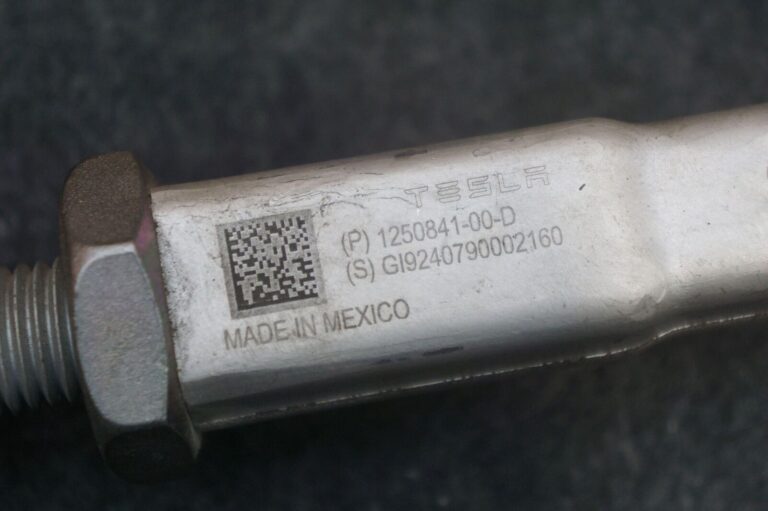 TESLA
(P) 1250841-00-D
(S) GI9240790002160
MADE IN MEXICO